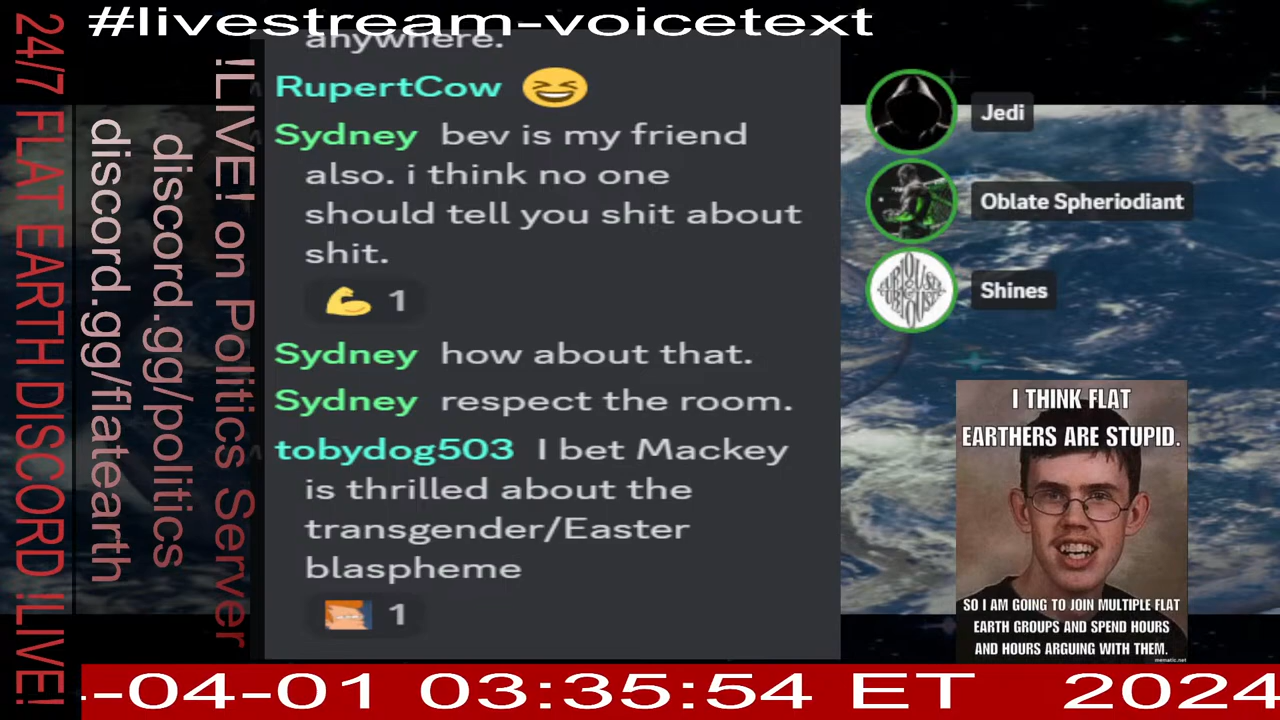 #livestream-voicetext
24/7 FLAT EARTH DISCORD !LIVE!
discord.gg/flatearth
discord.gg/politics
!LIVE! on Politics Server
anywhere.
RupertCow 😆
Sydney bev is my friend
also. i think no one
should tell you shit about
shit.
💪 1
Sydney how about that.
Sydney respect the room.
tobydog503 I bet Mackey
is thrilled about the
transgender/Easter
blaspheme
1
Jedi
Oblate Spheriodiant
Shines
I THINK FLAT
EARTHERS ARE STUPID.
SO I AM GOING TO JOIN MULTIPLE FLAT
EARTH GROUPS AND SPEND HOURS
AND HOURS ARGUING WITH THEM.
mematic.net
-04-01 03:35:54 ET 2024